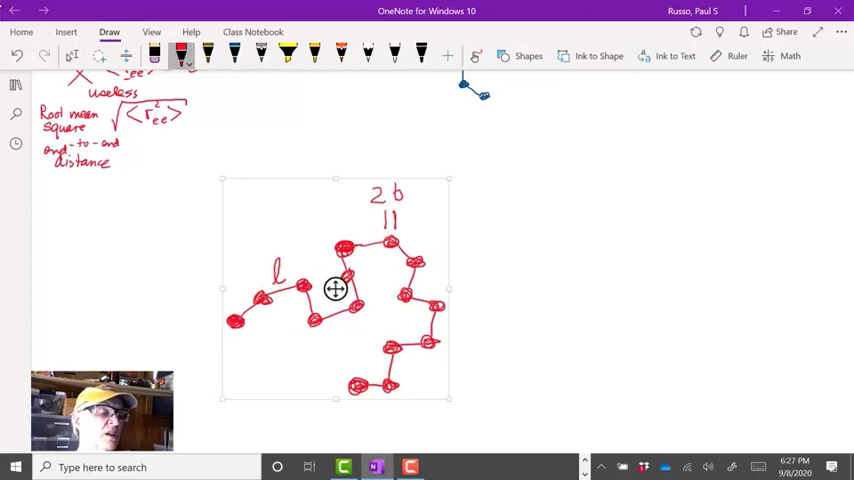 OneNote for Windows 10
Russo, Paul S
Home Insert Draw View Help Class Notebook
Share
Shapes Ink to Shape Ink to Text Ruler Math
useless
Root mean
square
√<r²ee>
end-to-end
distance
2 b
l
Type here to search
6:27 PM
9/8/2020